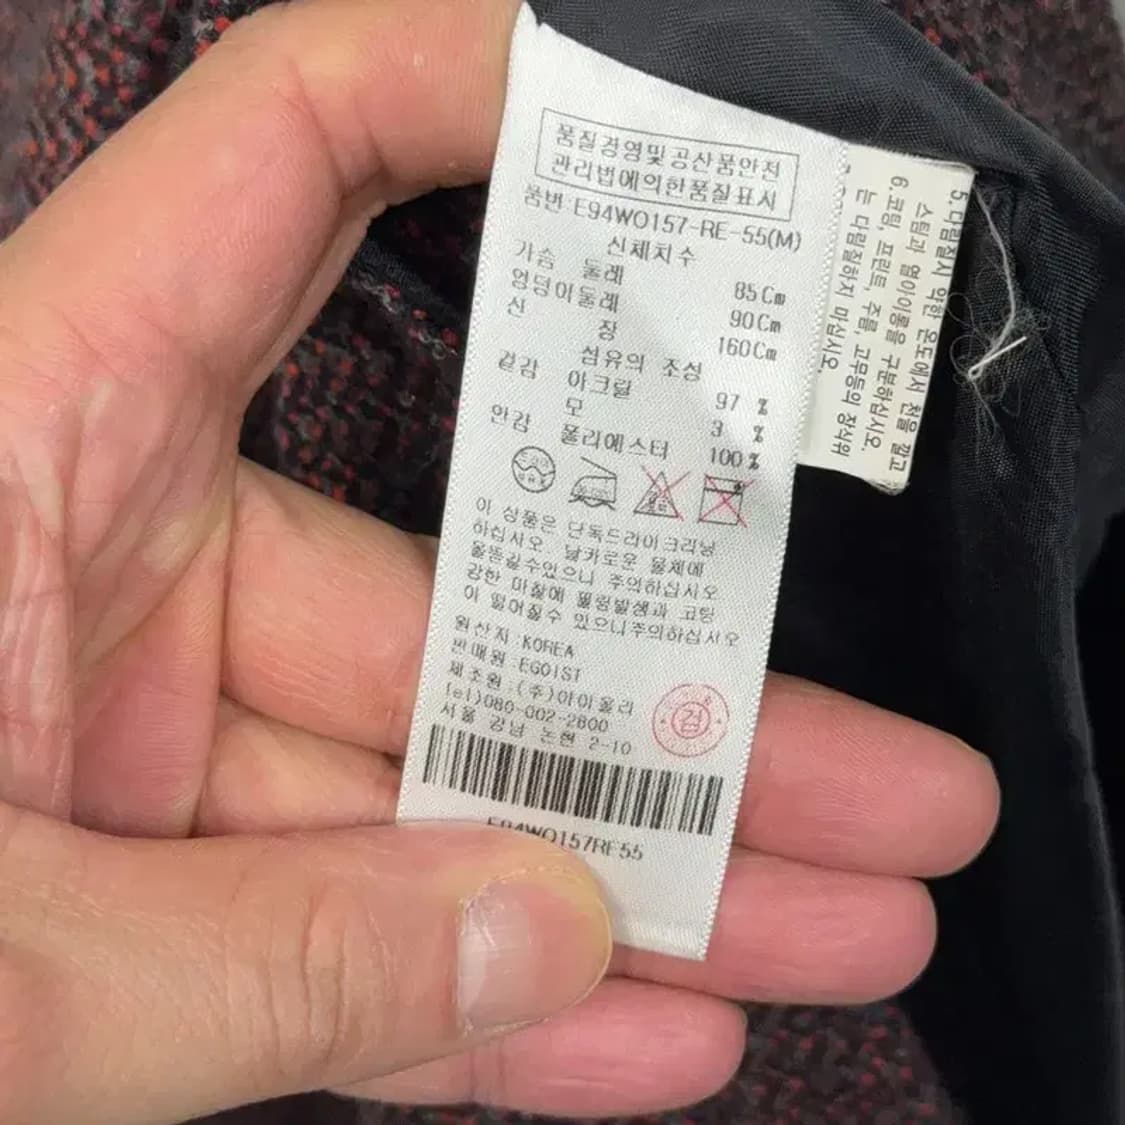 품질경영및공산품안전
관리법에의한품질표시
품번 E94WO157-RE-55(M)
신체치수
가슴 둘레 85Cm
엉덩이둘레 90Cm
신 장 160Cm
섬유의 조성
겉감 아크릴 97 %
모 3 %
안감 폴리에스터 100%
이 상품은 단독드라이크리닝
하십시오. 날카로운 물체에
올뜯길수있으니 주의하십시오
강한 마찰에 필링발생과 코팅
이 떨어질수 있으니주의하십시오
원산지:KOREA
판매원:EGOIST
제조원:(주)아이올리
tel)080-002-2800
서울 강남 논현 2-10
검
E94WO157RE55
5.다림질시 약한 온도에서 천을 깔고
스팀과 열아이롱을 구분하십시오.
6.코팅, 프린트, 주름, 고무등의 장식위
는 다림질하지 마십시오.